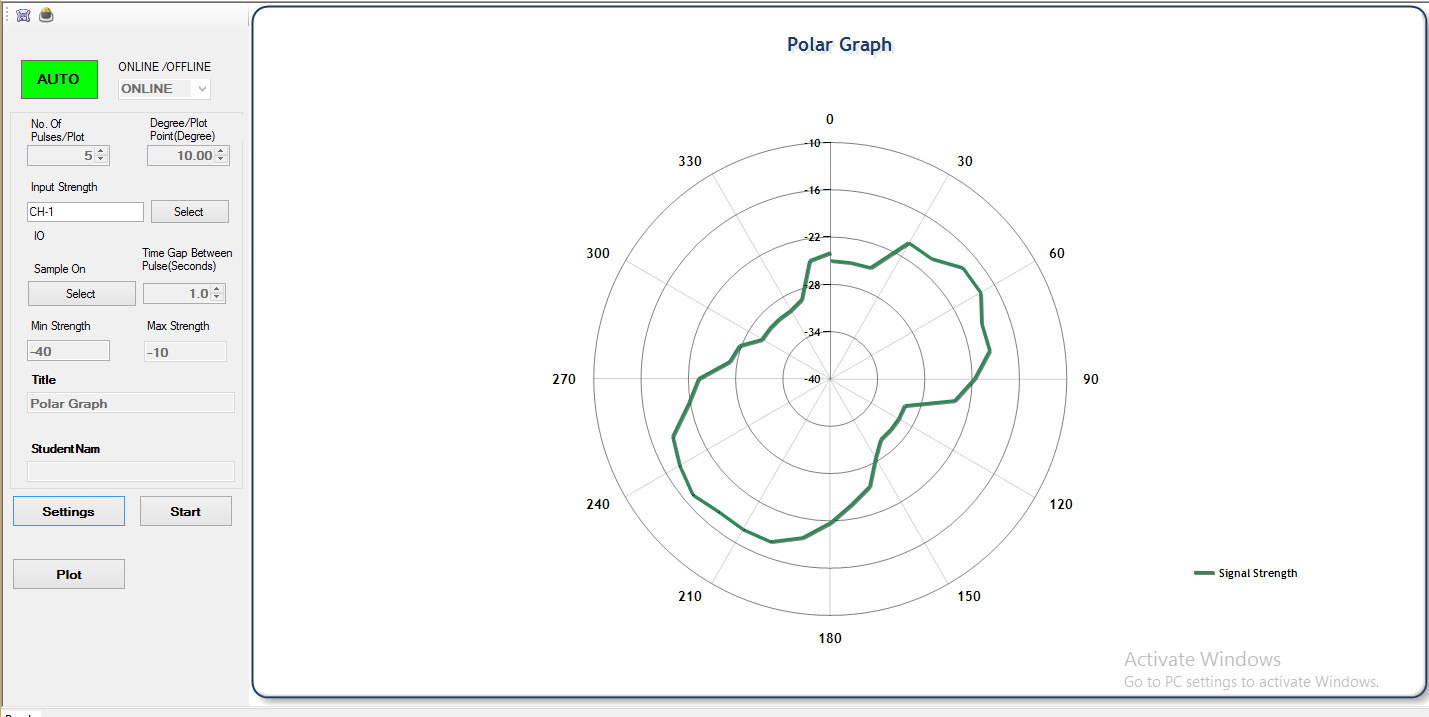 AUTO
ONLINE /OFFLINE
ONLINE
No. Of
Pulses/Plot
Degree/Plot
Point(Degree)
5
10.00
Input Strength
CH-1
Select
IO
Sample On
Time Gap Between
Pulse(Seconds)
Select
1.0
Min Strength
Max Strength
-40
-10
Title
Polar Graph
StudentNam
Settings
Start
Plot
Polar Graph
0
30
60
90
120
150
180
210
240
270
300
330
-10
-16
-22
-28
-34
-40
Signal Strength
Activate Windows
Go to PC settings to activate Windows.